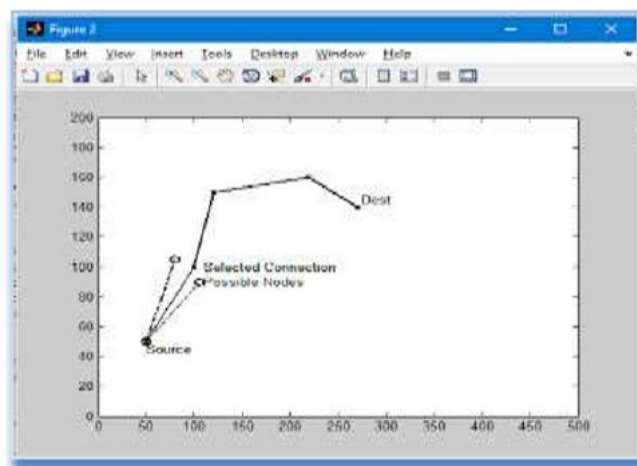 Figure 2
File Edit View Insert Tools Desktop Window Help
200
180
160
140
120
100
80
60
40
20
0
Dest
Selected Connection
Possible Nodes
Source
0 50 100 150 200 250 300 350 400 450 500